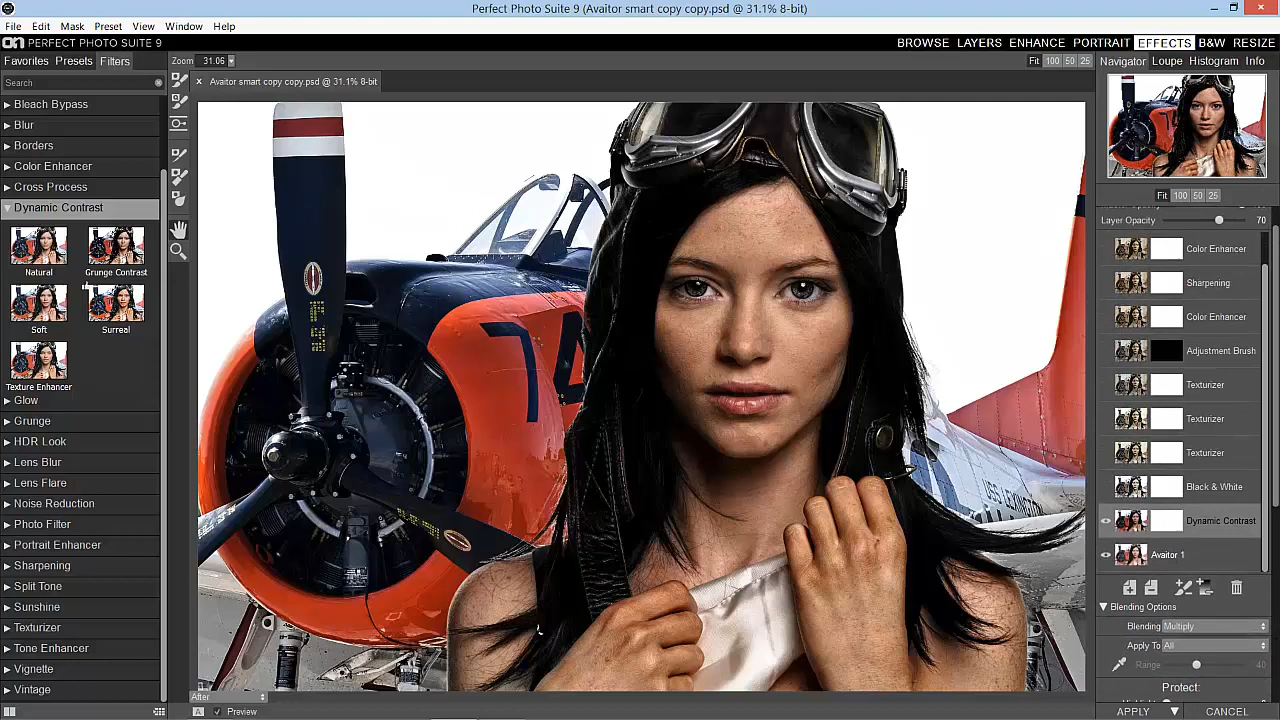 Perfect Photo Suite 9 (Avaitor smart copy copy.psd @ 31.1% 8-bit)
File Edit Mask Preset View Window Help
on PERFECT PHOTO SUITE 9
BROWSE LAYERS ENHANCE PORTRAIT EFFECTS B&W RESIZE
Favorites Presets Filters
Zoom 31.06
Fit 100 50 25
Navigator Loupe Histogram Info
Search
Avaitor smart copy copy.psd @ 31.1% 8-bit
Bleach Bypass
Blur
Borders
Color Enhancer
Cross Process
Dynamic Contrast
Natural
Grunge Contrast
Soft
Surreal
Texture Enhancer
Glow
Grunge
HDR Look
Lens Blur
Lens Flare
Noise Reduction
Photo Filter
Portrait Enhancer
Sharpening
Split Tone
Sunshine
Texturizer
Tone Enhancer
Vignette
Vintage
74
USS LEXINGTON
After
A Preview
Fit 100 50 25
Layer Opacity 70
Color Enhancer
Sharpening
Color Enhancer
Adjustment Brush
Texturizer
Texturizer
Texturizer
Black & White
Dynamic Contrast
Avaitor 1
Blending Options
Blending Multiply
Apply To All
Range 40
Protect:
APPLY
CANCEL